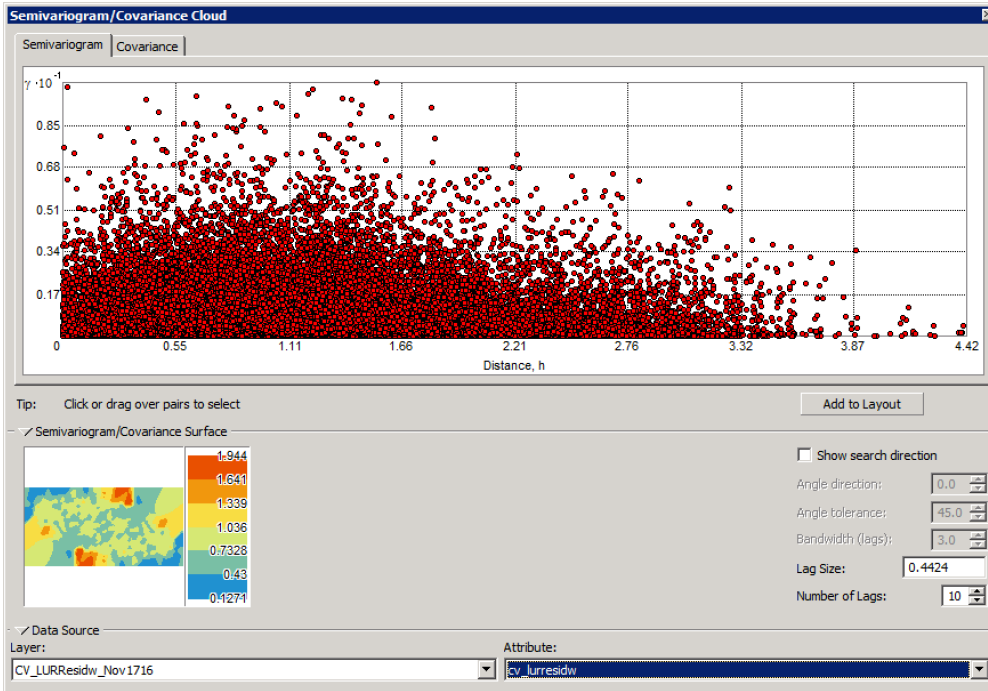 Semivariogram/Covariance Cloud
Semivariogram Covariance
γ ·10 -1
0.85
0.68
0.51
0.34
0.17
0 0.55 1.11 1.66 2.21 2.76 3.32 3.87 4.42
Distance, h
Tip: Click or drag over pairs to select Add to Layout
Semivariogram/Covariance Surface
1.944
1.641
1.339
1.036
0.7328
0.43
0.1271
Show search direction
Angle direction: 0.0
Angle tolerance: 45.0
Bandwidth (lags): 3.0
Lag Size: 0.4424
Number of Lags: 10
Data Source
Layer: Attribute:
CV_LURResidw_Nov1716 cv_lurresidw